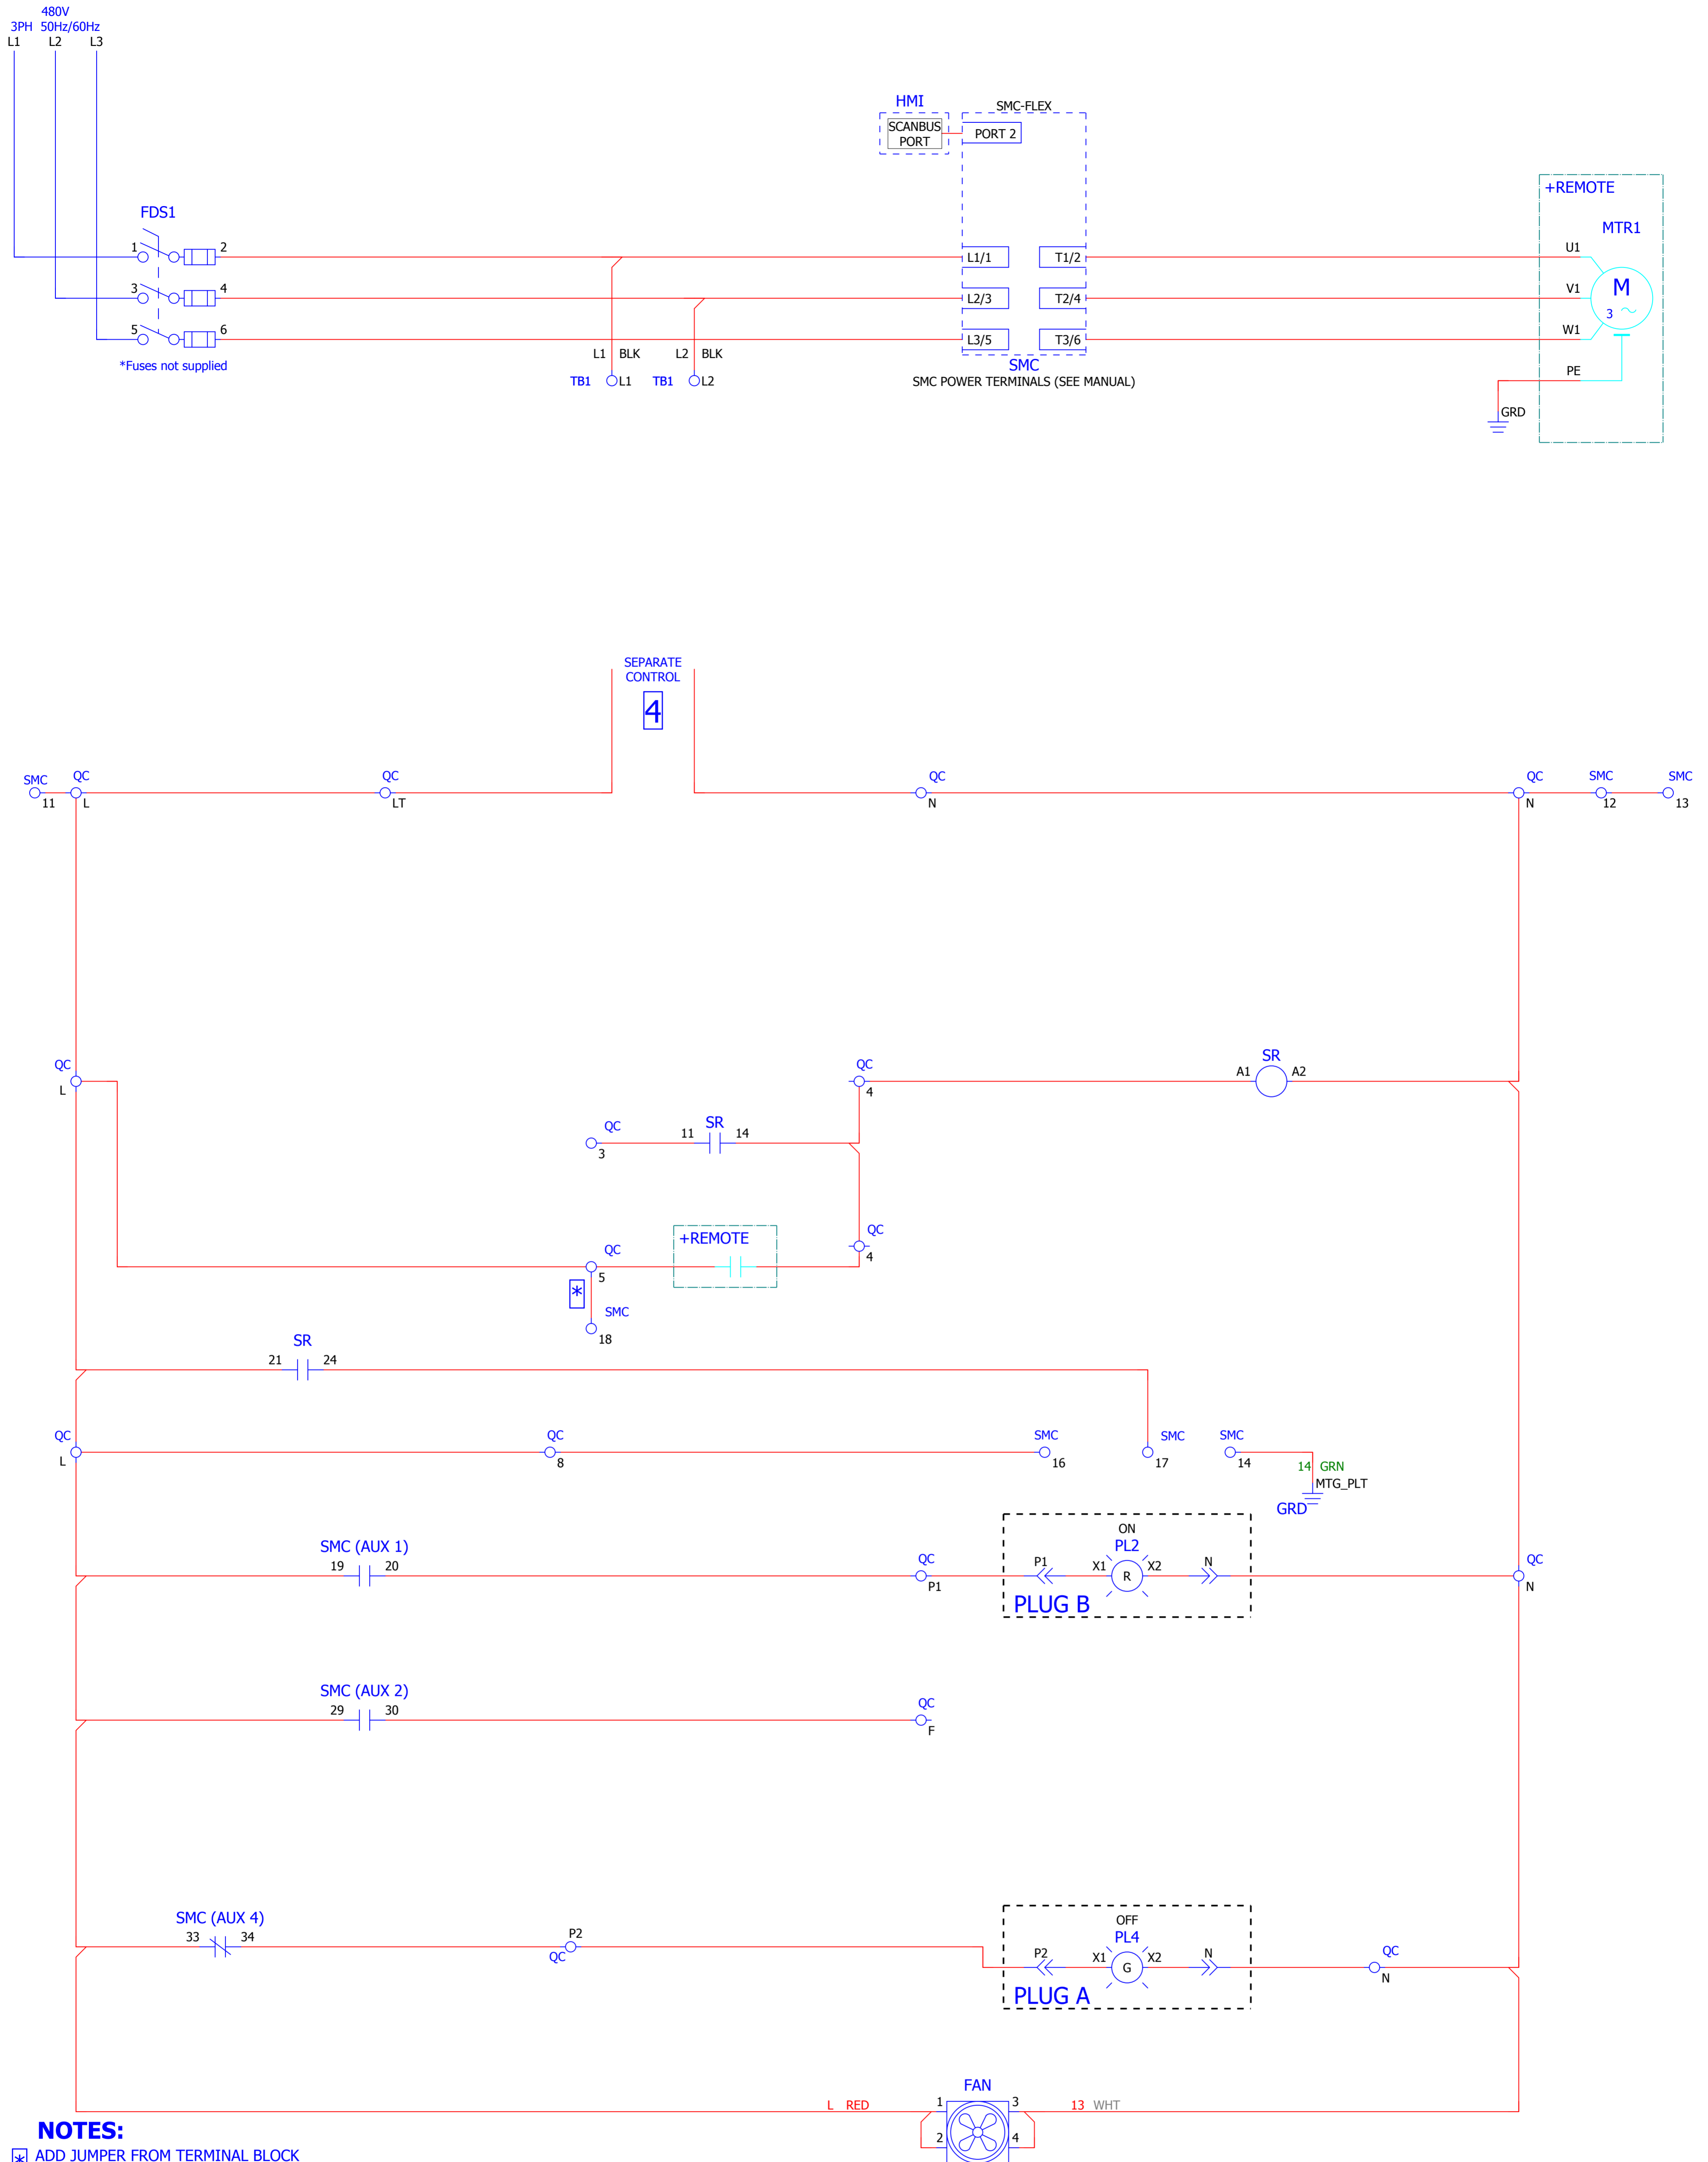 480V
3PH 50Hz/60Hz
L1 L2 L3
HMI
SMC-FLEX
SCANBUS
PORT
PORT 2
+REMOTE
FDS1
MTR1
1 2
L1/1 T1/2
U1
3 4
L2/3 T2/4
V1
M
3
5 6
L3/5 T3/6
W1
*Fuses not supplied
L1 BLK L2 BLK
SMC
PE
TB1 L1 TB1 L2
SMC POWER TERMINALS (SEE MANUAL)
GRD
SEPARATE
CONTROL
4
SMC QC QC QC QC SMC SMC
11 L LT N N 12 13
QC QC SR
A1 A2
L 4
QC SR
11 14
3
+REMOTE
QC
QC
4
5
*
SMC
18
SR
21 24
QC QC SMC SMC SMC
L 8 16 17 14
14 GRN
MTG_PLT
GRD
ON
SMC (AUX 1)
PL2
19 20
QC P1 X1 R X2 N QC
P1
N
PLUG B
SMC (AUX 2)
29 30
QC
F
SMC (AUX 4)
OFF
33 34
P2
PL4
QC
P2 X1 G X2 N QC
N
PLUG A
FAN
L RED 1 3 13 WHT
NOTES:
2 4
* ADD JUMPER FROM TERMINAL BLOCK